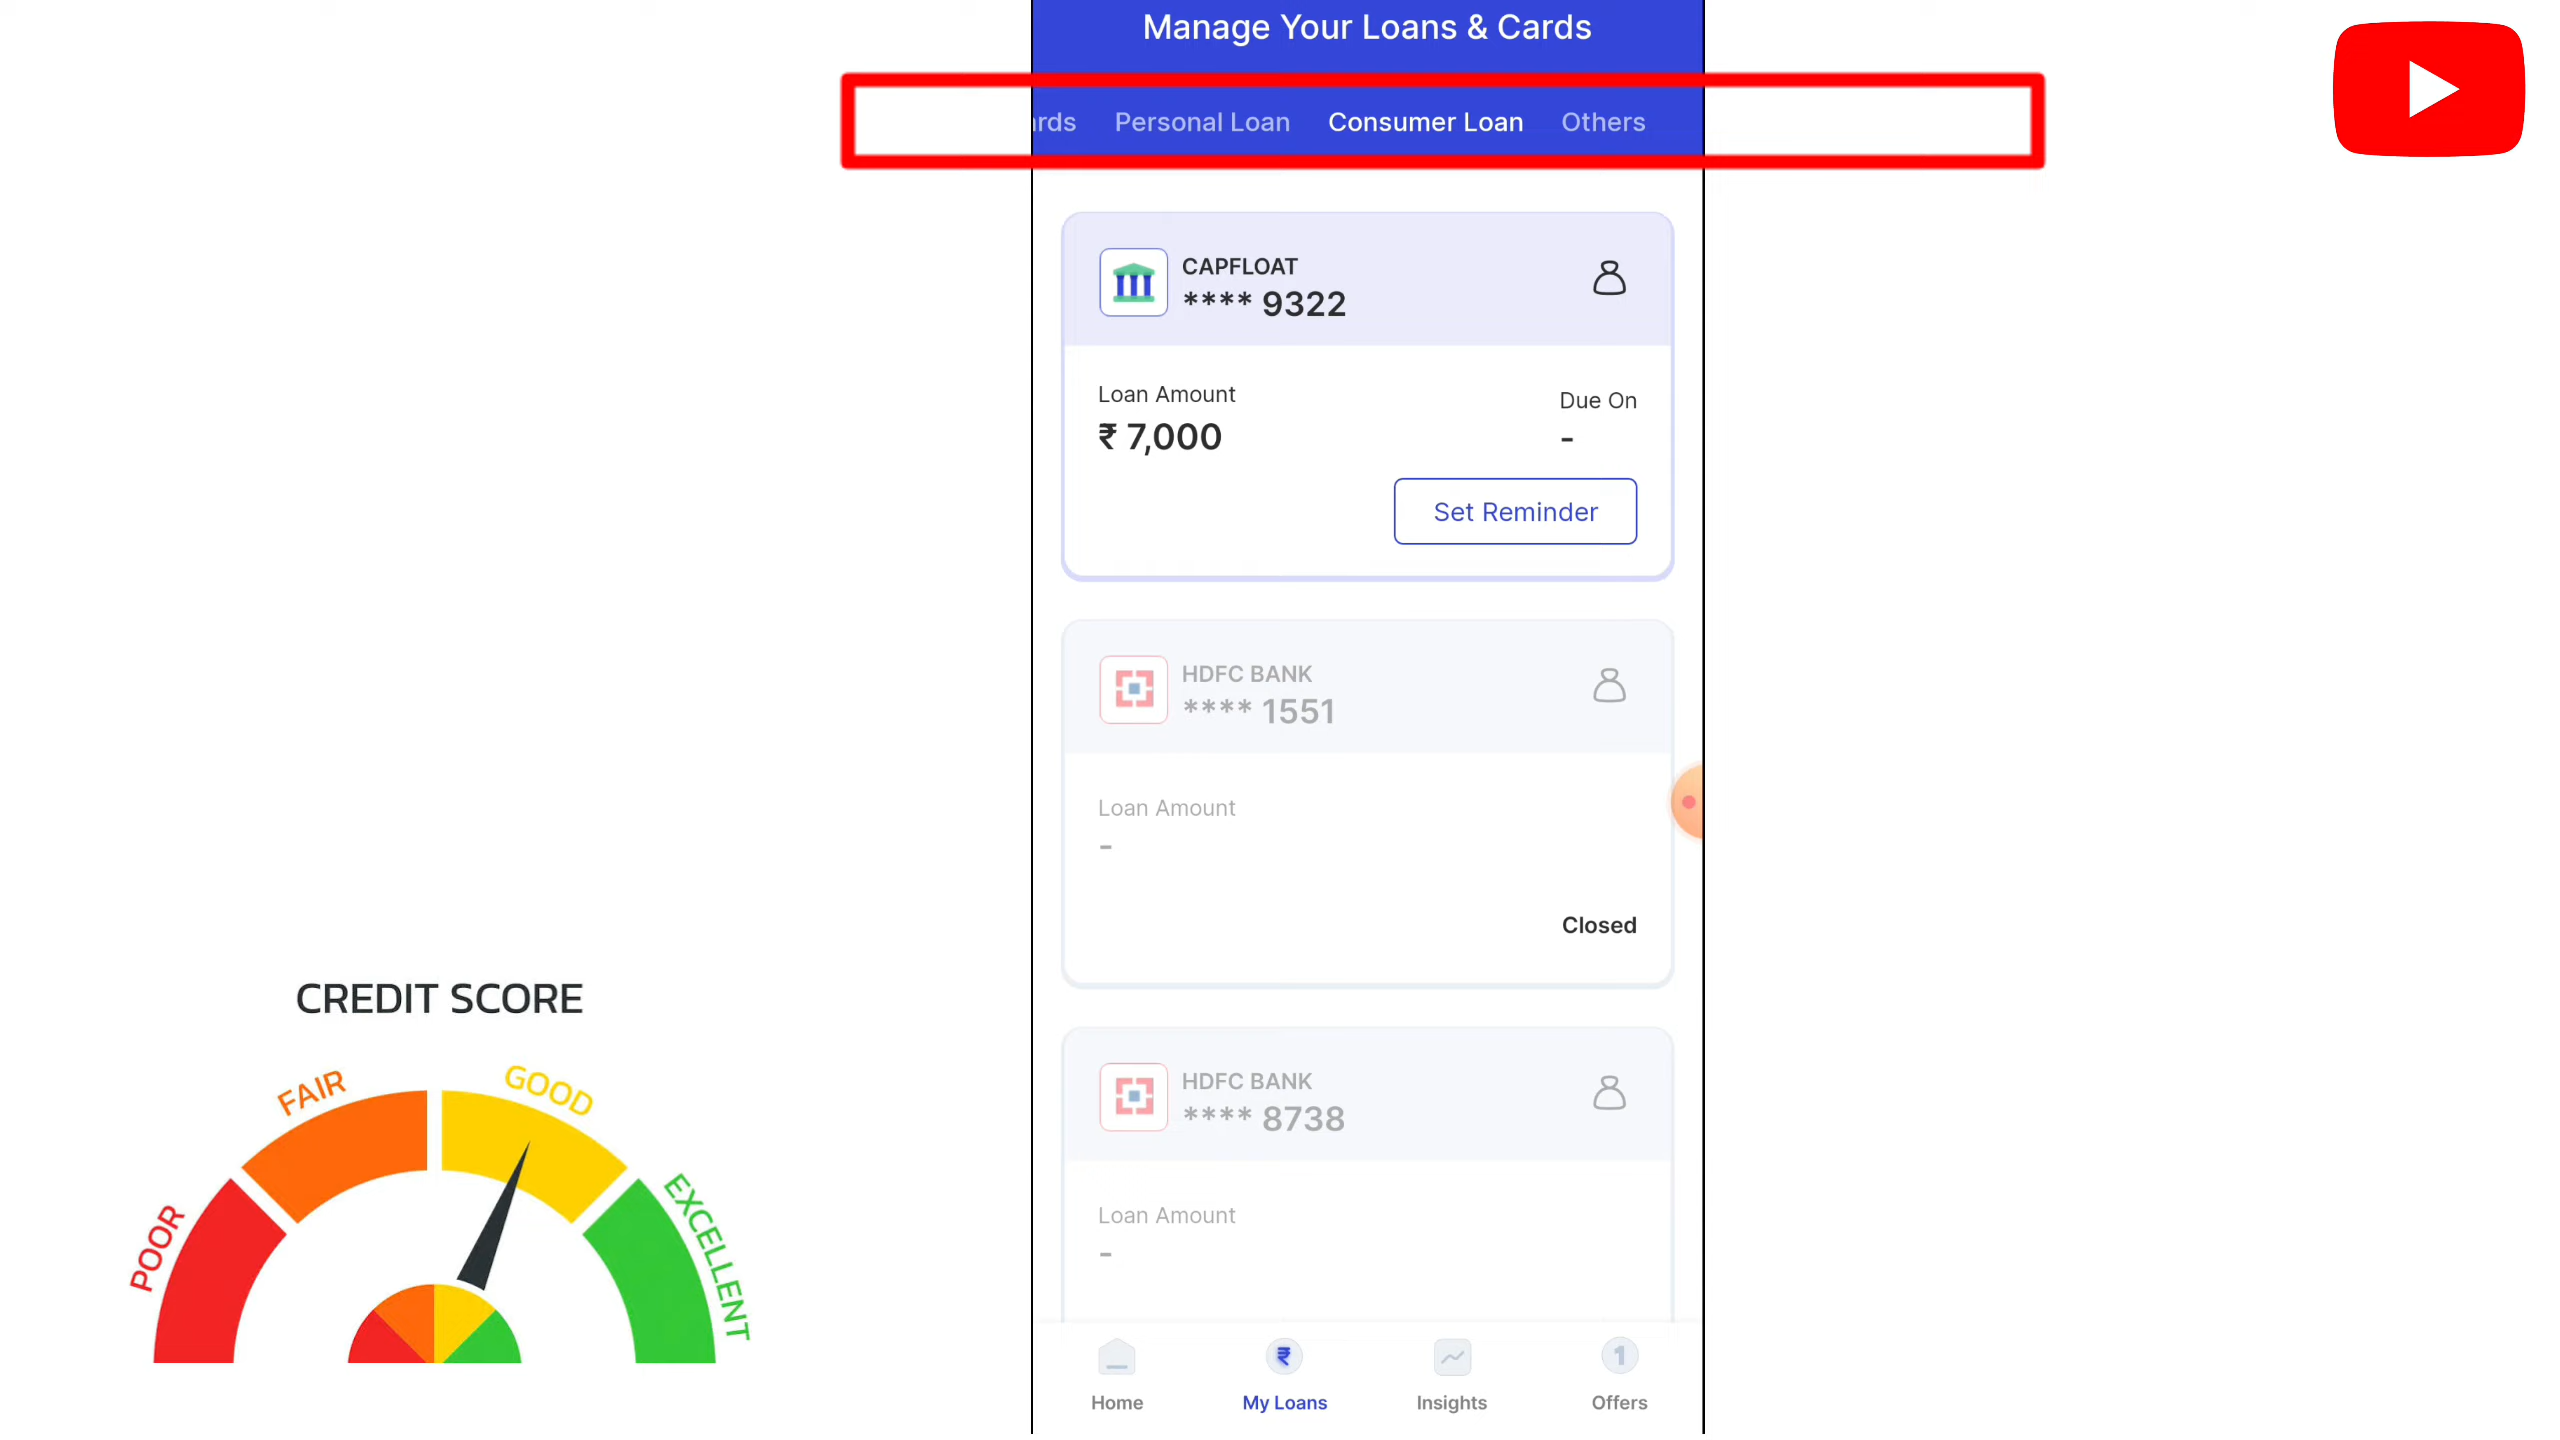 Manage Your Loans & Cards
rds Personal Loan Consumer Loan Others
CAPFLOAT
**** 9322
Loan Amount
₹ 7,000
Due On
-
Set Reminder
HDFC BANK
**** 1551
Loan Amount
-
Closed
HDFC BANK
**** 8738
Loan Amount
-
Home My Loans Insights Offers
CREDIT SCORE
POOR
FAIR
GOOD
EXCELLENT